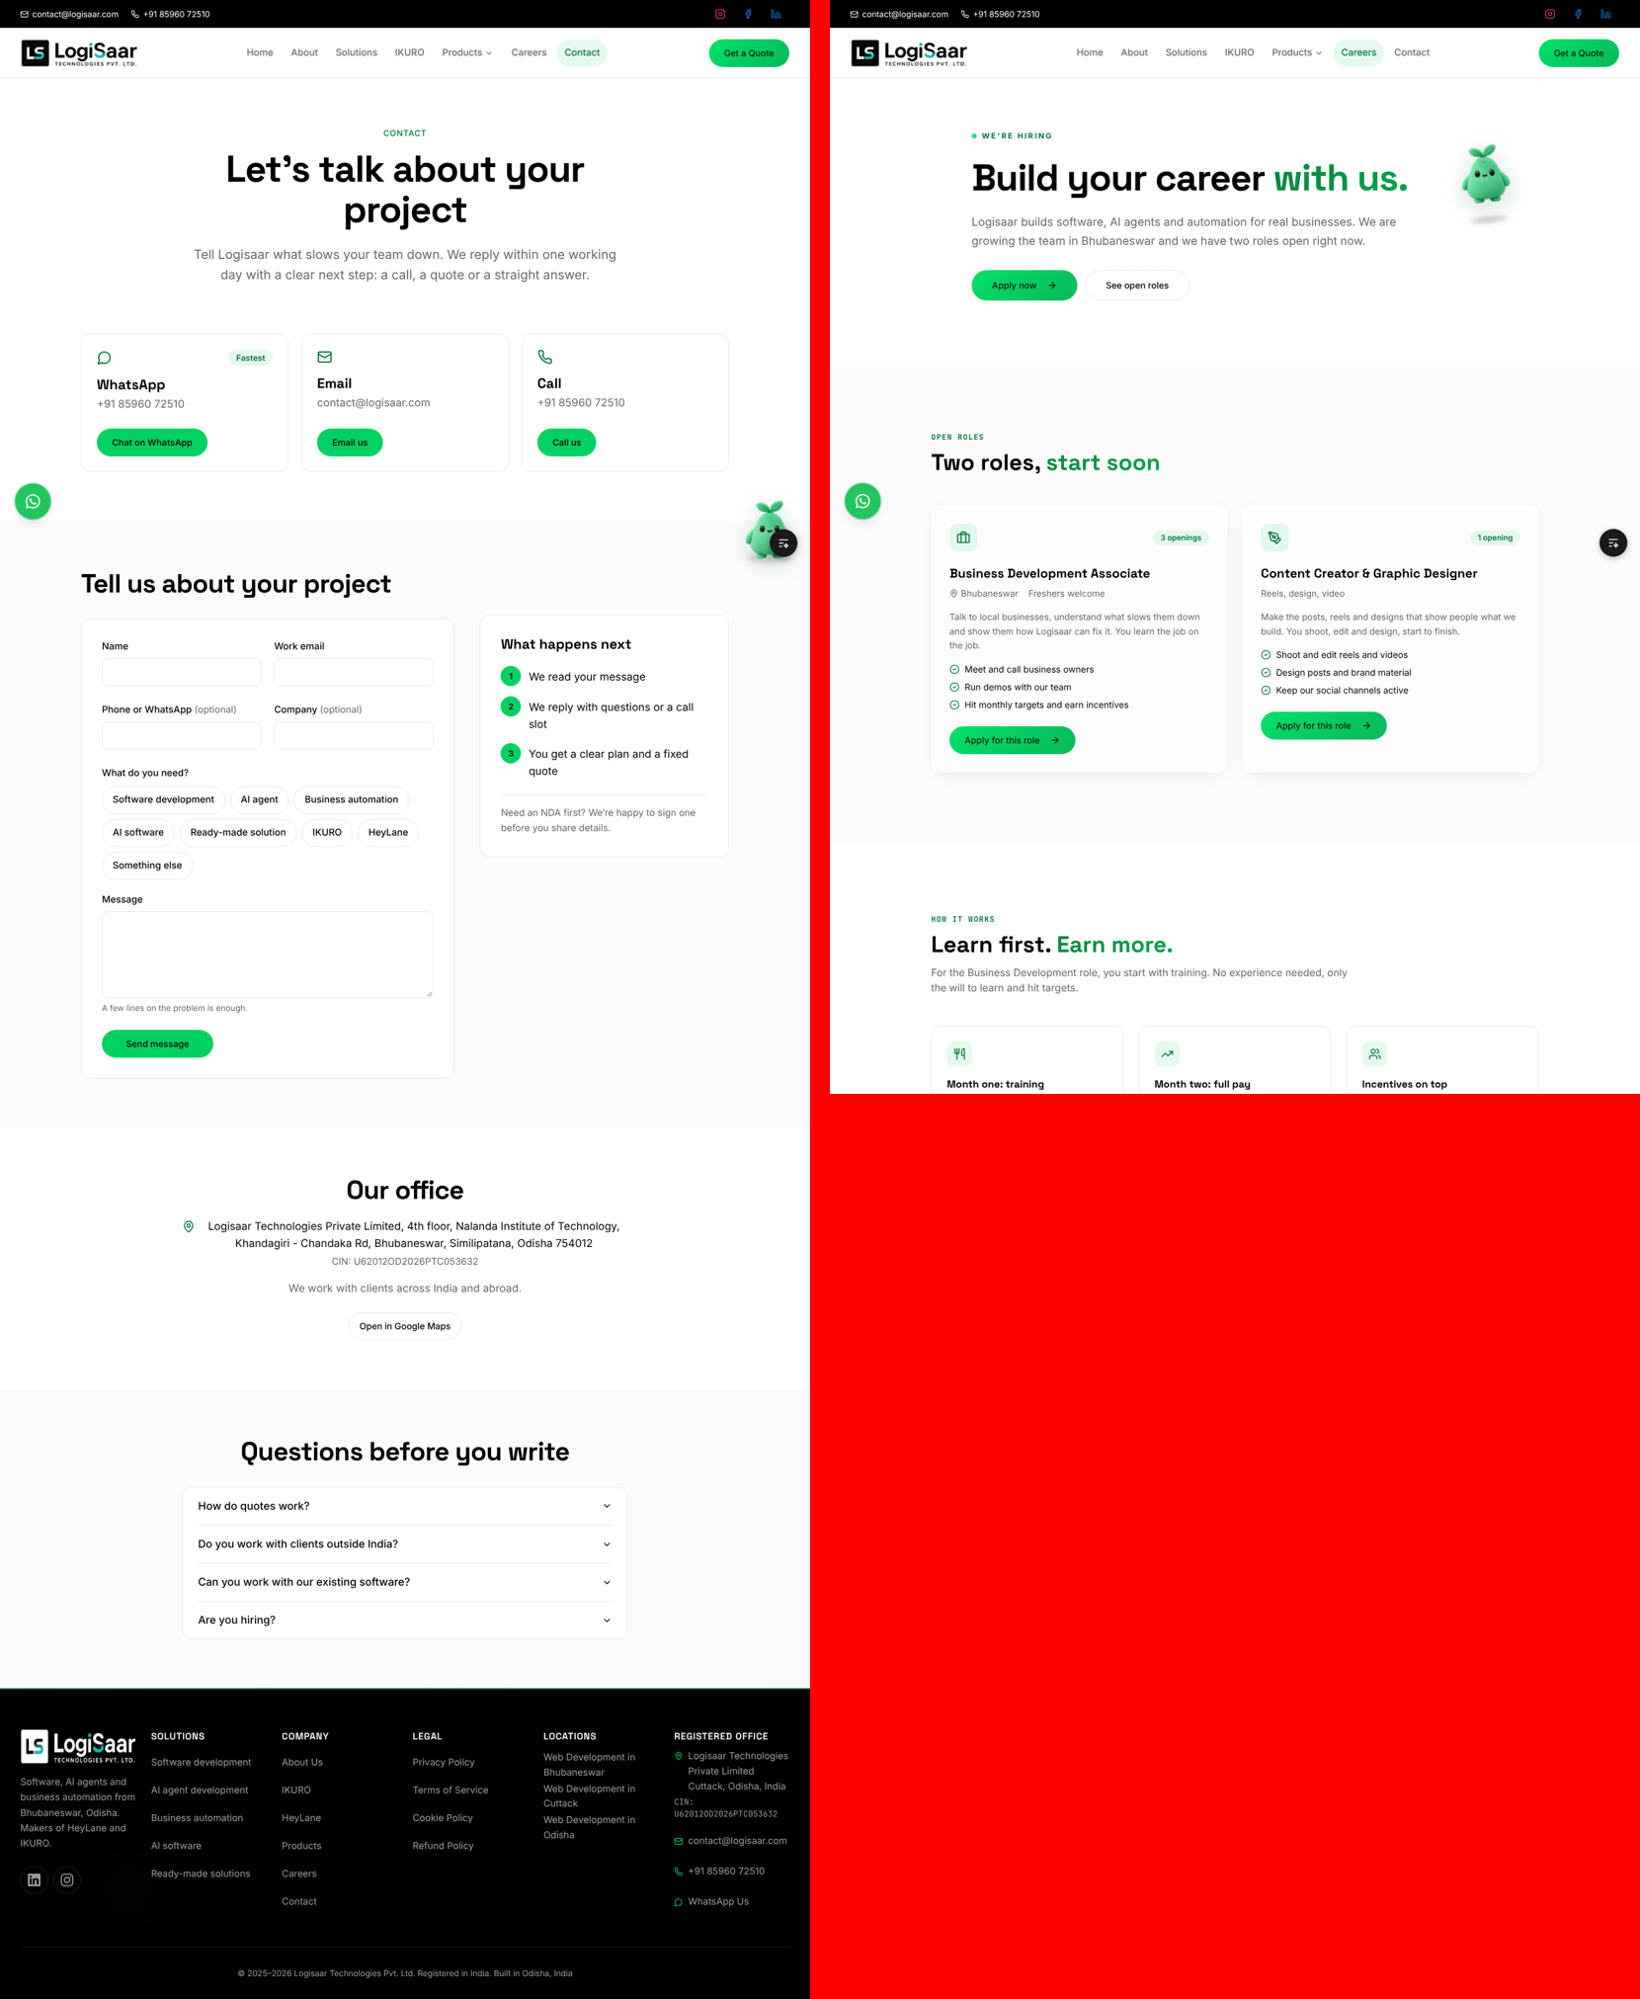 contact@logisaar.com +91 85960 72510
LS LogiSaar
TECHNOLOGIES PVT. LTD.
Home About Solutions IKURO Products Careers Contact
Get a Quote
CONTACT
Let's talk about your
project
Tell Logisaar what slows your team down. We reply within one working
day with a clear next step: a call, a quote or a straight answer.
Fastest
WhatsApp
+91 85960 72510
Chat on WhatsApp
Email
contact@logisaar.com
Email us
Call
+91 85960 72510
Call us
Tell us about your project
Name
Work email
Phone or WhatsApp (optional)
Company (optional)
What do you need?
Software development AI agent Business automation
AI software Ready-made solution IKURO HeyLane
Something else
Message
A few lines on the problem is enough.
Send message
What happens next
1 We read your message
2 We reply with questions or a call
slot
3 You get a clear plan and a fixed
quote
Need an NDA first? We're happy to sign one
before you share details.
Our office
Logisaar Technologies Private Limited, 4th floor, Nalanda Institute of Technology,
Khandagiri - Chandaka Rd, Bhubaneswar, Similipatana, Odisha 754012
CIN: U62012OD2026PTC053632
We work with clients across India and abroad.
Open in Google Maps
Questions before you write
How do quotes work?
Do you work with clients outside India?
Can you work with our existing software?
Are you hiring?
LS LogiSaar
TECHNOLOGIES PVT. LTD.
Software, AI agents and
business automation from
Bhubaneswar, Odisha.
Makers of HeyLane and
IKURO.
SOLUTIONS
Software development
AI agent development
Business automation
AI software
Ready-made solutions
COMPANY
About Us
IKURO
HeyLane
Products
Careers
Contact
LEGAL
Privacy Policy
Terms of Service
Cookie Policy
Refund Policy
LOCATIONS
Web Development in
Bhubaneswar
Web Development in
Cuttack
Web Development in
Odisha
REGISTERED OFFICE
Logisaar Technologies
Private Limited
Cuttack, Odisha, India
CIN:
U62012OD2026PTC053632
contact@logisaar.com
+91 85960 72510
WhatsApp Us
© 2025–2026 Logisaar Technologies Pvt. Ltd. Registered in India. Built in Odisha, India
contact@logisaar.com +91 85960 72510
LS LogiSaar
TECHNOLOGIES PVT. LTD.
Home About Solutions IKURO Products Careers Contact
Get a Quote
WE'RE HIRING
Build your career with us.
Logisaar builds software, AI agents and automation for real businesses. We are
growing the team in Bhubaneswar and we have two roles open right now.
Apply now
See open roles
OPEN ROLES
Two roles, start soon
3 openings
Business Development Associate
Bhubaneswar Freshers welcome
Talk to local businesses, understand what slows them down
and show them how Logisaar can fix it. You learn the job on
the job.
Meet and call business owners
Run demos with our team
Hit monthly targets and earn incentives
Apply for this role
1 opening
Content Creator & Graphic Designer
Reels, design, video
Make the posts, reels and designs that show people what we
build. You shoot, edit and design, start to finish.
Shoot and edit reels and videos
Design posts and brand material
Keep our social channels active
Apply for this role
HOW IT WORKS
Learn first. Earn more.
For the Business Development role, you start with training. No experience needed, only
the will to learn and hit targets.
Month one: training
Month two: full pay
Incentives on top